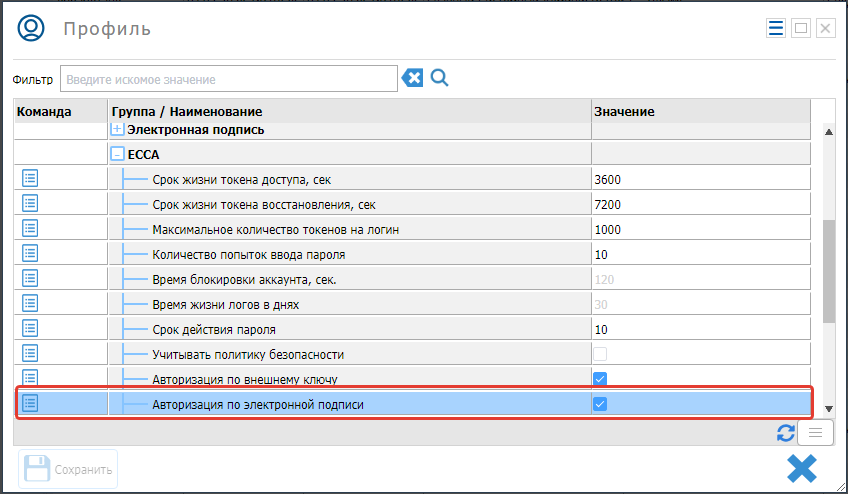 Профиль
Фильтр Введите искомое значение
Команда Группа / Наименование Значение
Электронная подпись
ЕССА
Срок жизни токена доступа, сек 3600
Срок жизни токена восстановления, сек 7200
Максимальное количество токенов на логин 1000
Количество попыток ввода пароля 10
Время блокировки аккаунта, сек. 120
Время жизни логов в днях 30
Срок действия пароля 10
Учитывать политику безопасности
Авторизация по внешнему ключу
Авторизация по электронной подписи
Сохранить